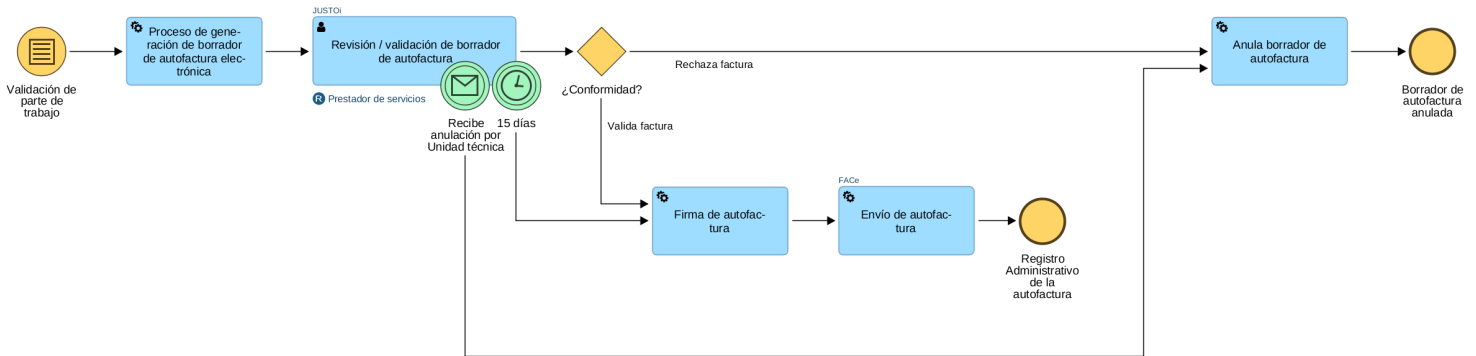 Validación de
parte de
trabajo
Proceso de gene-
ración de borrador
de autofactura elec-
trónica
JUSTOi
Revisión / validación de borrador
de autofactura
R Prestador de servicios
Recibe
anulación por
Unidad técnica
15 días
¿Conformidad?
Rechaza factura
Valida factura
Firma de autofac-
tura
FACe
Envío de autofac-
tura
Registro
Administrativo
de la
autofactura
Anula borrador de
autofactura
Borrador de
autofactura
anulada